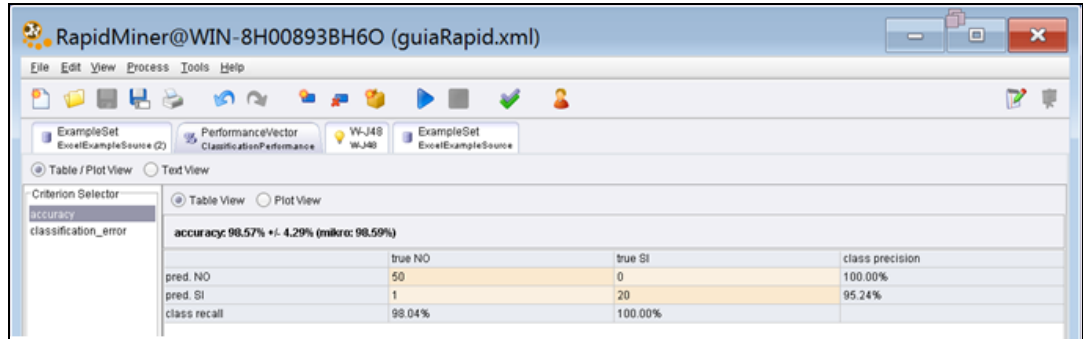 RapidMiner@WIN-8H00893BH6O (guiaRapid.xml)
File Edit View Process Tools Help
ExampleSet PerformanceVector W-J48 ExampleSet
ExcelExampleSource (2) ClassificationPerformance W-J48 ExcelExampleSource
Table / Plot View Text View
Criterion Selector Table View Plot View
accuracy
classification_error accuracy: 98.57% +/- 4.29% (mikro: 98.59%)
true NO true SI class precision
pred. NO 50 0 100.00%
pred. SI 1 20 95.24%
class recall 98.04% 100.00%